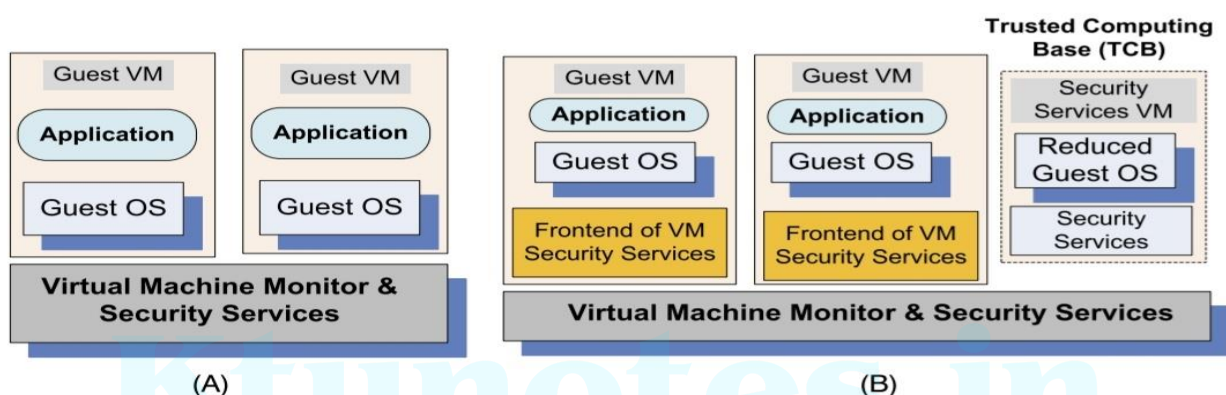 Guest VM
Application
Guest OS
Guest VM
Application
Guest OS
Virtual Machine Monitor &
Security Services
(A)
Guest VM
Application
Guest OS
Frontend of VM
Security Services
Guest VM
Application
Guest OS
Frontend of VM
Security Services
Trusted Computing
Base (TCB)
Security
Services VM
Reduced
Guest OS
Security
Services
Virtual Machine Monitor & Security Services
(B)
Ktunotes.in